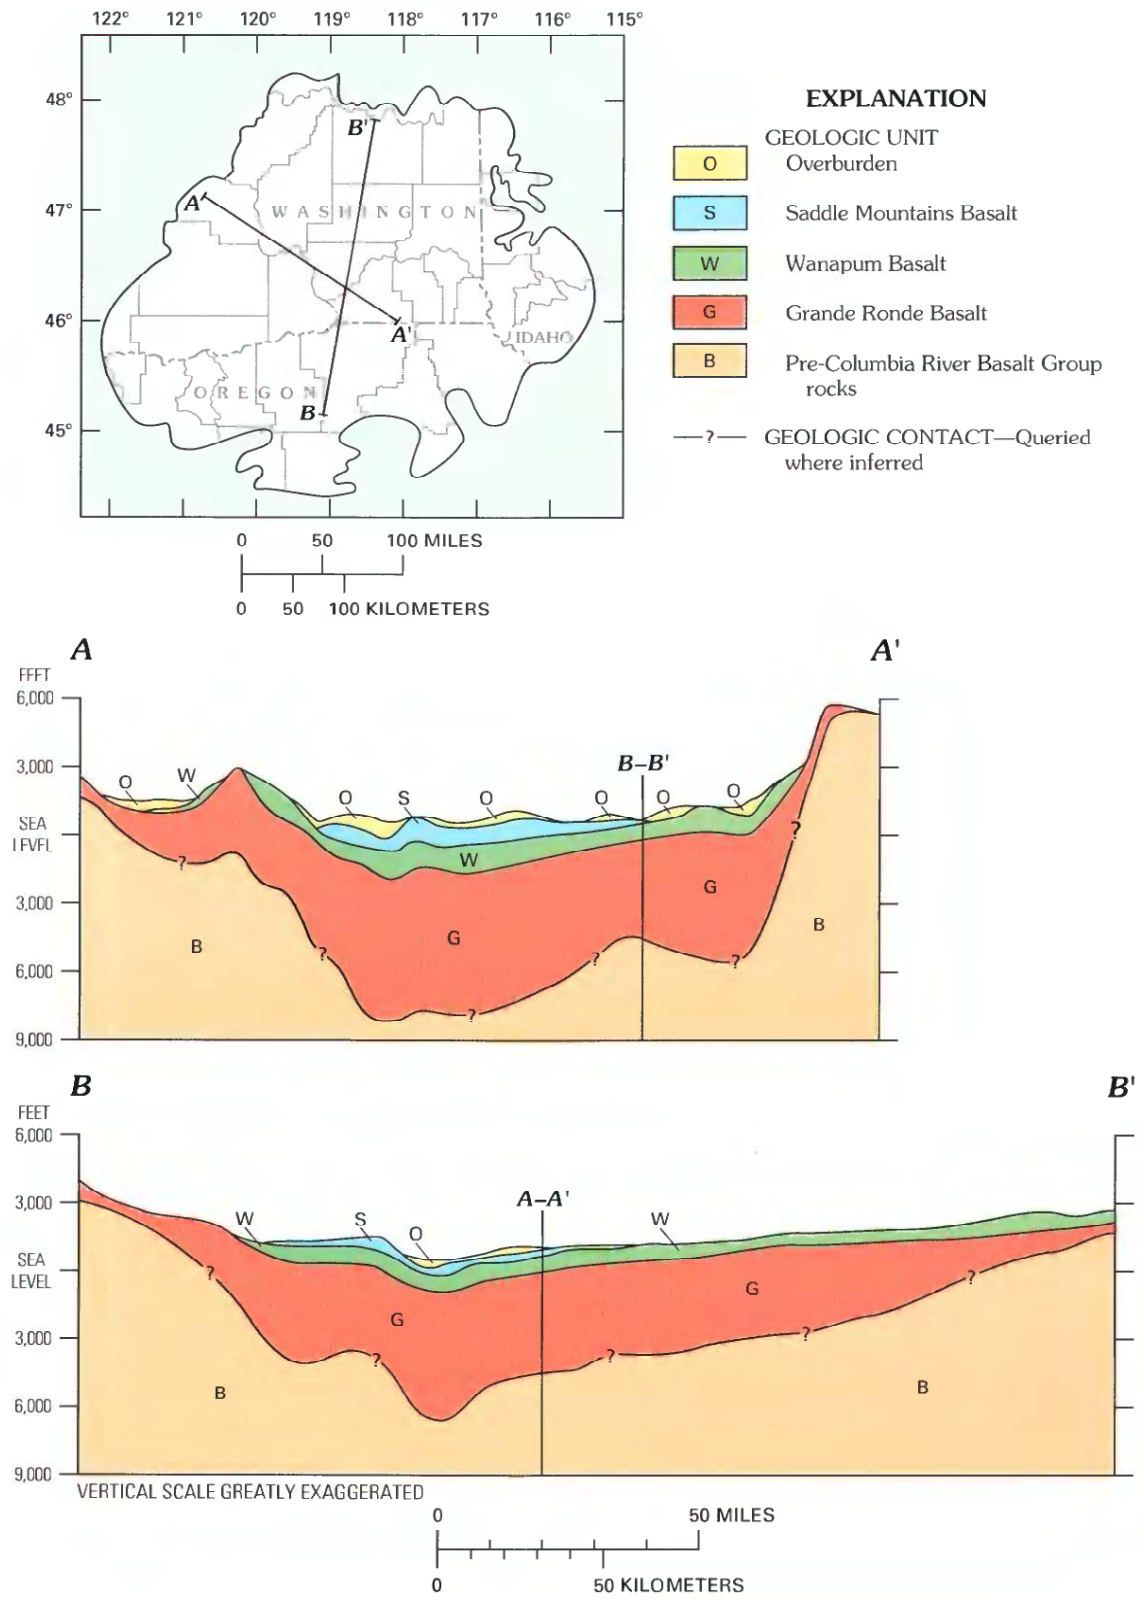 122° 121° 120° 119° 118° 117° 116° 115°
48°
47°
46°
45°
B'
A
WASHINGTON
A'
IDAHO
OREGON
B
0 50 100 MILES
0 50 100 KILOMETERS
EXPLANATION
GEOLOGIC UNIT
O Overburden
S Saddle Mountains Basalt
W Wanapum Basalt
G Grande Ronde Basalt
B Pre-Columbia River Basalt Group
rocks
—?— GEOLOGIC CONTACT—Queried
where inferred
A A'
FFFT
6,000
3,000
SEA
LFVFL
3,000
6,000
9,000
B–B'
O W O S O O O O
W
G
G
B
B
? ? ? ? ? ?
B B'
FEET
6,000
3,000
SEA
LEVEL
3,000
6,000
9,000
A–A'
W S O W
G
G
B
B
? ? ? ? ?
VERTICAL SCALE GREATLY EXAGGERATED
0 50 MILES
0 50 KILOMETERS